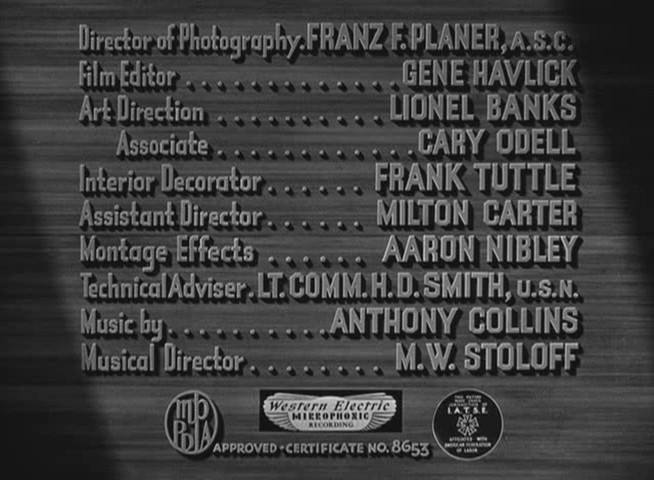 Director of Photography.FRANZ F. PLANER, A.S.C.
Film Editor . . . . . . . . . . . . . GENE HAVLICK
Art Direction . . . . . . . . . . LIONEL BANKS
Associate . . . . . . . . . . . . . CARY ODELL
Interior Decorator . . . . . . FRANK TUTTLE
Assistant Director . . . . . . MILTON CARTER
Montage Effects . . . . . . AARON NIBLEY
Technical Adviser . LT. COMM. H. D. SMITH, U.S.N.
Music by . . . . . . . . . . ANTHONY COLLINS
Musical Director . . . . . . . . M. W. STOLOFF
Western Electric
MIRROPHONIC
RECORDING
I.A.T.S.E.
AFFILIATED WITH
AMERICAN FEDERATION
OF LABOR
APPROVED · CERTIFICATE NO. 8653